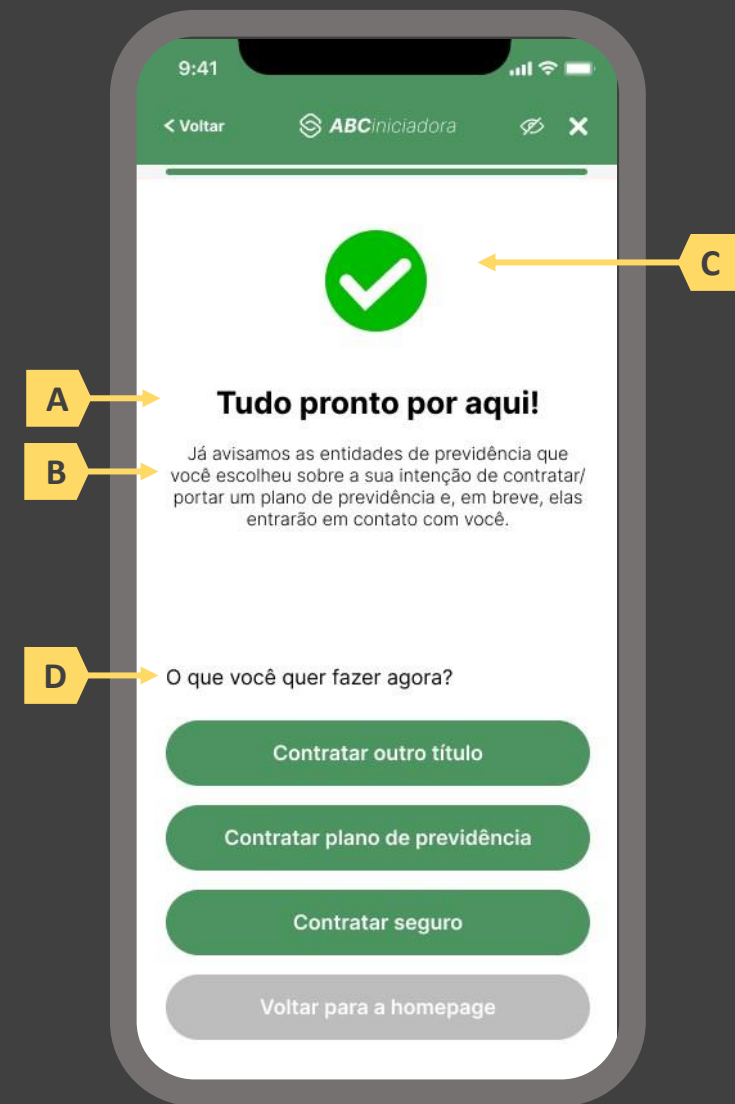 9:41
< Voltar
ABCiniciadora
C
A
Tudo pronto por aqui!
B
Já avisamos as entidades de previdência que
você escolheu sobre a sua intenção de contratar/
portar um plano de previdência e, em breve, elas
entrarão em contato com você.
D
O que você quer fazer agora?
Contratar outro título
Contratar plano de previdência
Contratar seguro
Voltar para a homepage